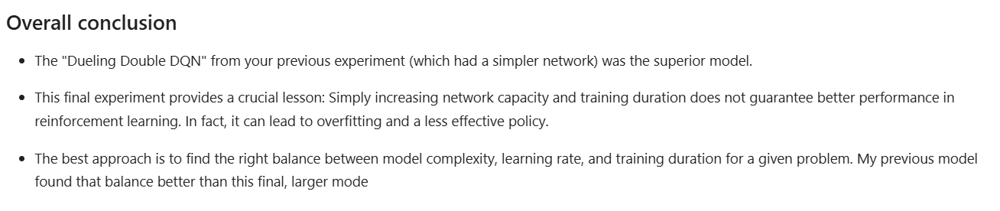 Overall conclusion
• The "Dueling Double DQN" from your previous experiment (which had a simpler network) was the superior model.
• This final experiment provides a crucial lesson: Simply increasing network capacity and training duration does not guarantee better performance in
reinforcement learning. In fact, it can lead to overfitting and a less effective policy.
• The best approach is to find the right balance between model complexity, learning rate, and training duration for a given problem. My previous model
found that balance better than this final, larger mode